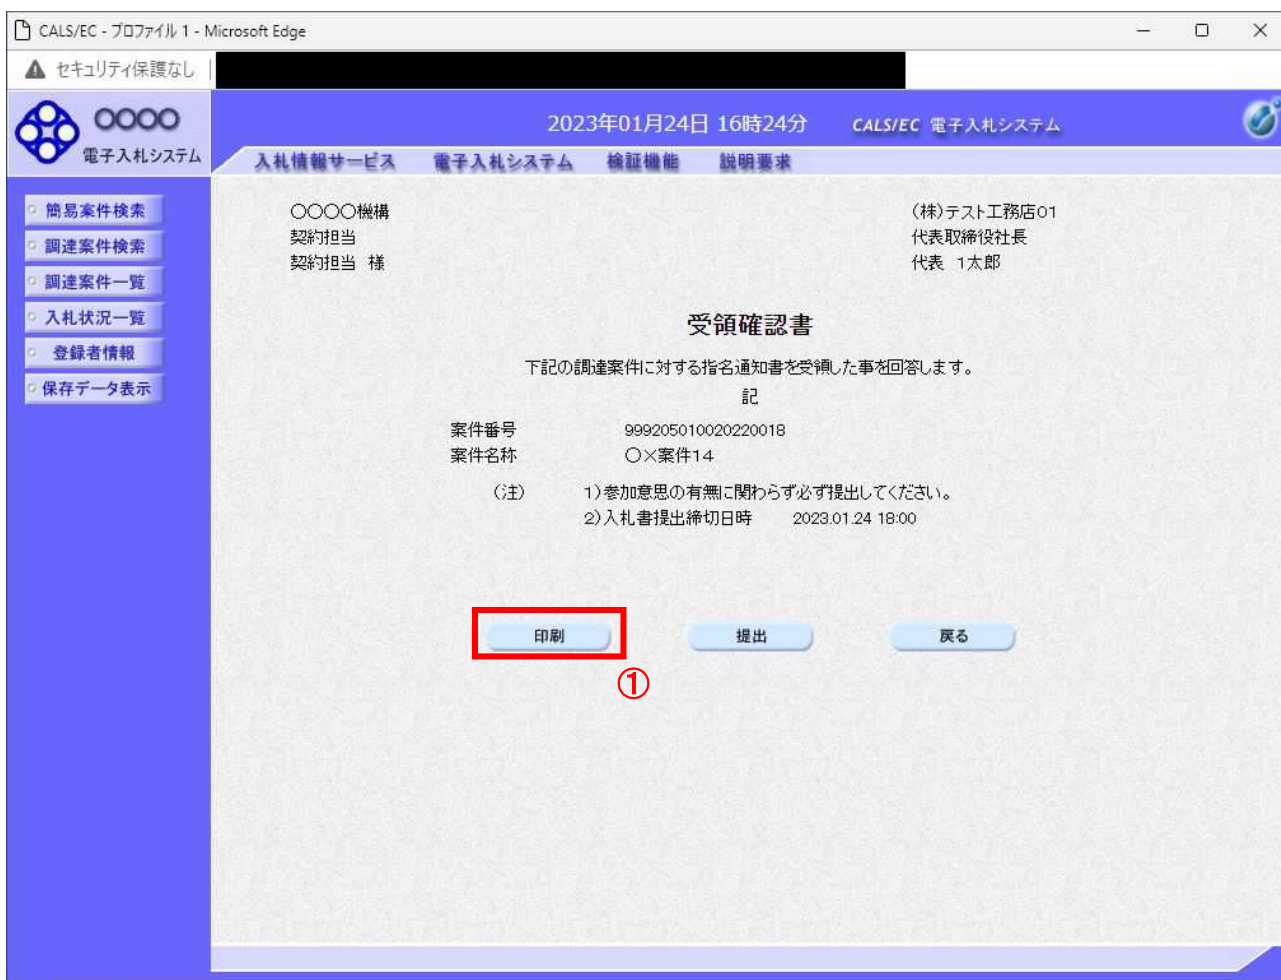 CALS/EC - プロファイル 1 - Microsoft Edge
セキュリティ保護なし
〇〇〇〇
電子入札システム
2023年01月24日 16時24分
CALS/EC 電子入札システム
入札情報サービス 電子入札システム 検証機能 説明要求
簡易案件検索
調達案件検索
調達案件一覧
入札状況一覧
登録者情報
保存データ表示
〇〇〇〇機構
契約担当
契約担当 様
(株)テスト工務店01
代表取締役社長
代表 1太郎
受領確認書
下記の調達案件に対する指名通知書を受領した事を回答します。
記
案件番号 999205010020220018
案件名称 〇×案件14
(注) 1)参加意思の有無に関わらず必ず提出してください。
2)入札書提出締切日時 2023.01.24 18:00
印刷 提出 戻る
①